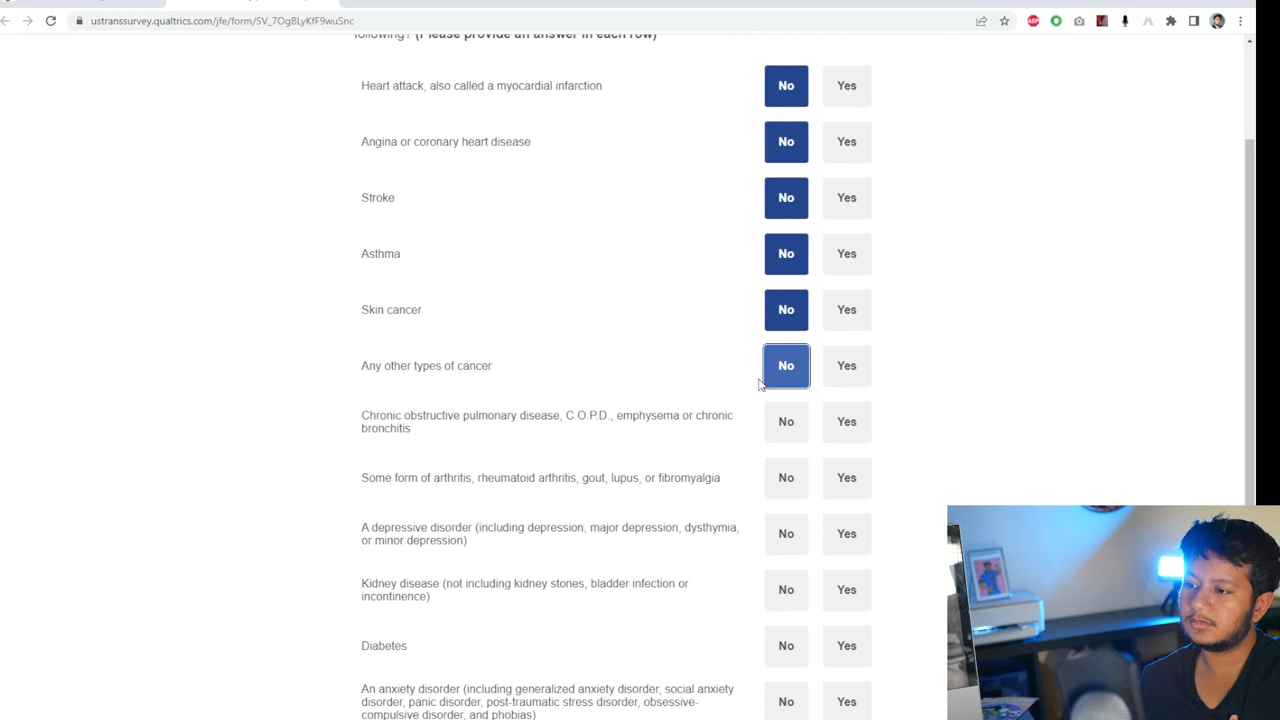 ustranssurvey.qualtrics.com/jfe/form/SV_7OgBLyKfF9wuSnc
ABP
following? (Please provide an answer in each row)
Heart attack, also called a myocardial infarction No Yes
Angina or coronary heart disease No Yes
Stroke No Yes
Asthma No Yes
Skin cancer No Yes
Any other types of cancer No Yes
Chronic obstructive pulmonary disease, C.O.P.D., emphysema or chronic
bronchitis No Yes
Some form of arthritis, rheumatoid arthritis, gout, lupus, or fibromyalgia No Yes
A depressive disorder (including depression, major depression, dysthymia,
or minor depression) No Yes
Kidney disease (not including kidney stones, bladder infection or
incontinence) No Yes
Diabetes No Yes
An anxiety disorder (including generalized anxiety disorder, social anxiety
disorder, panic disorder, post-traumatic stress disorder, obsessive- No Yes
compulsive disorder, and phobias)